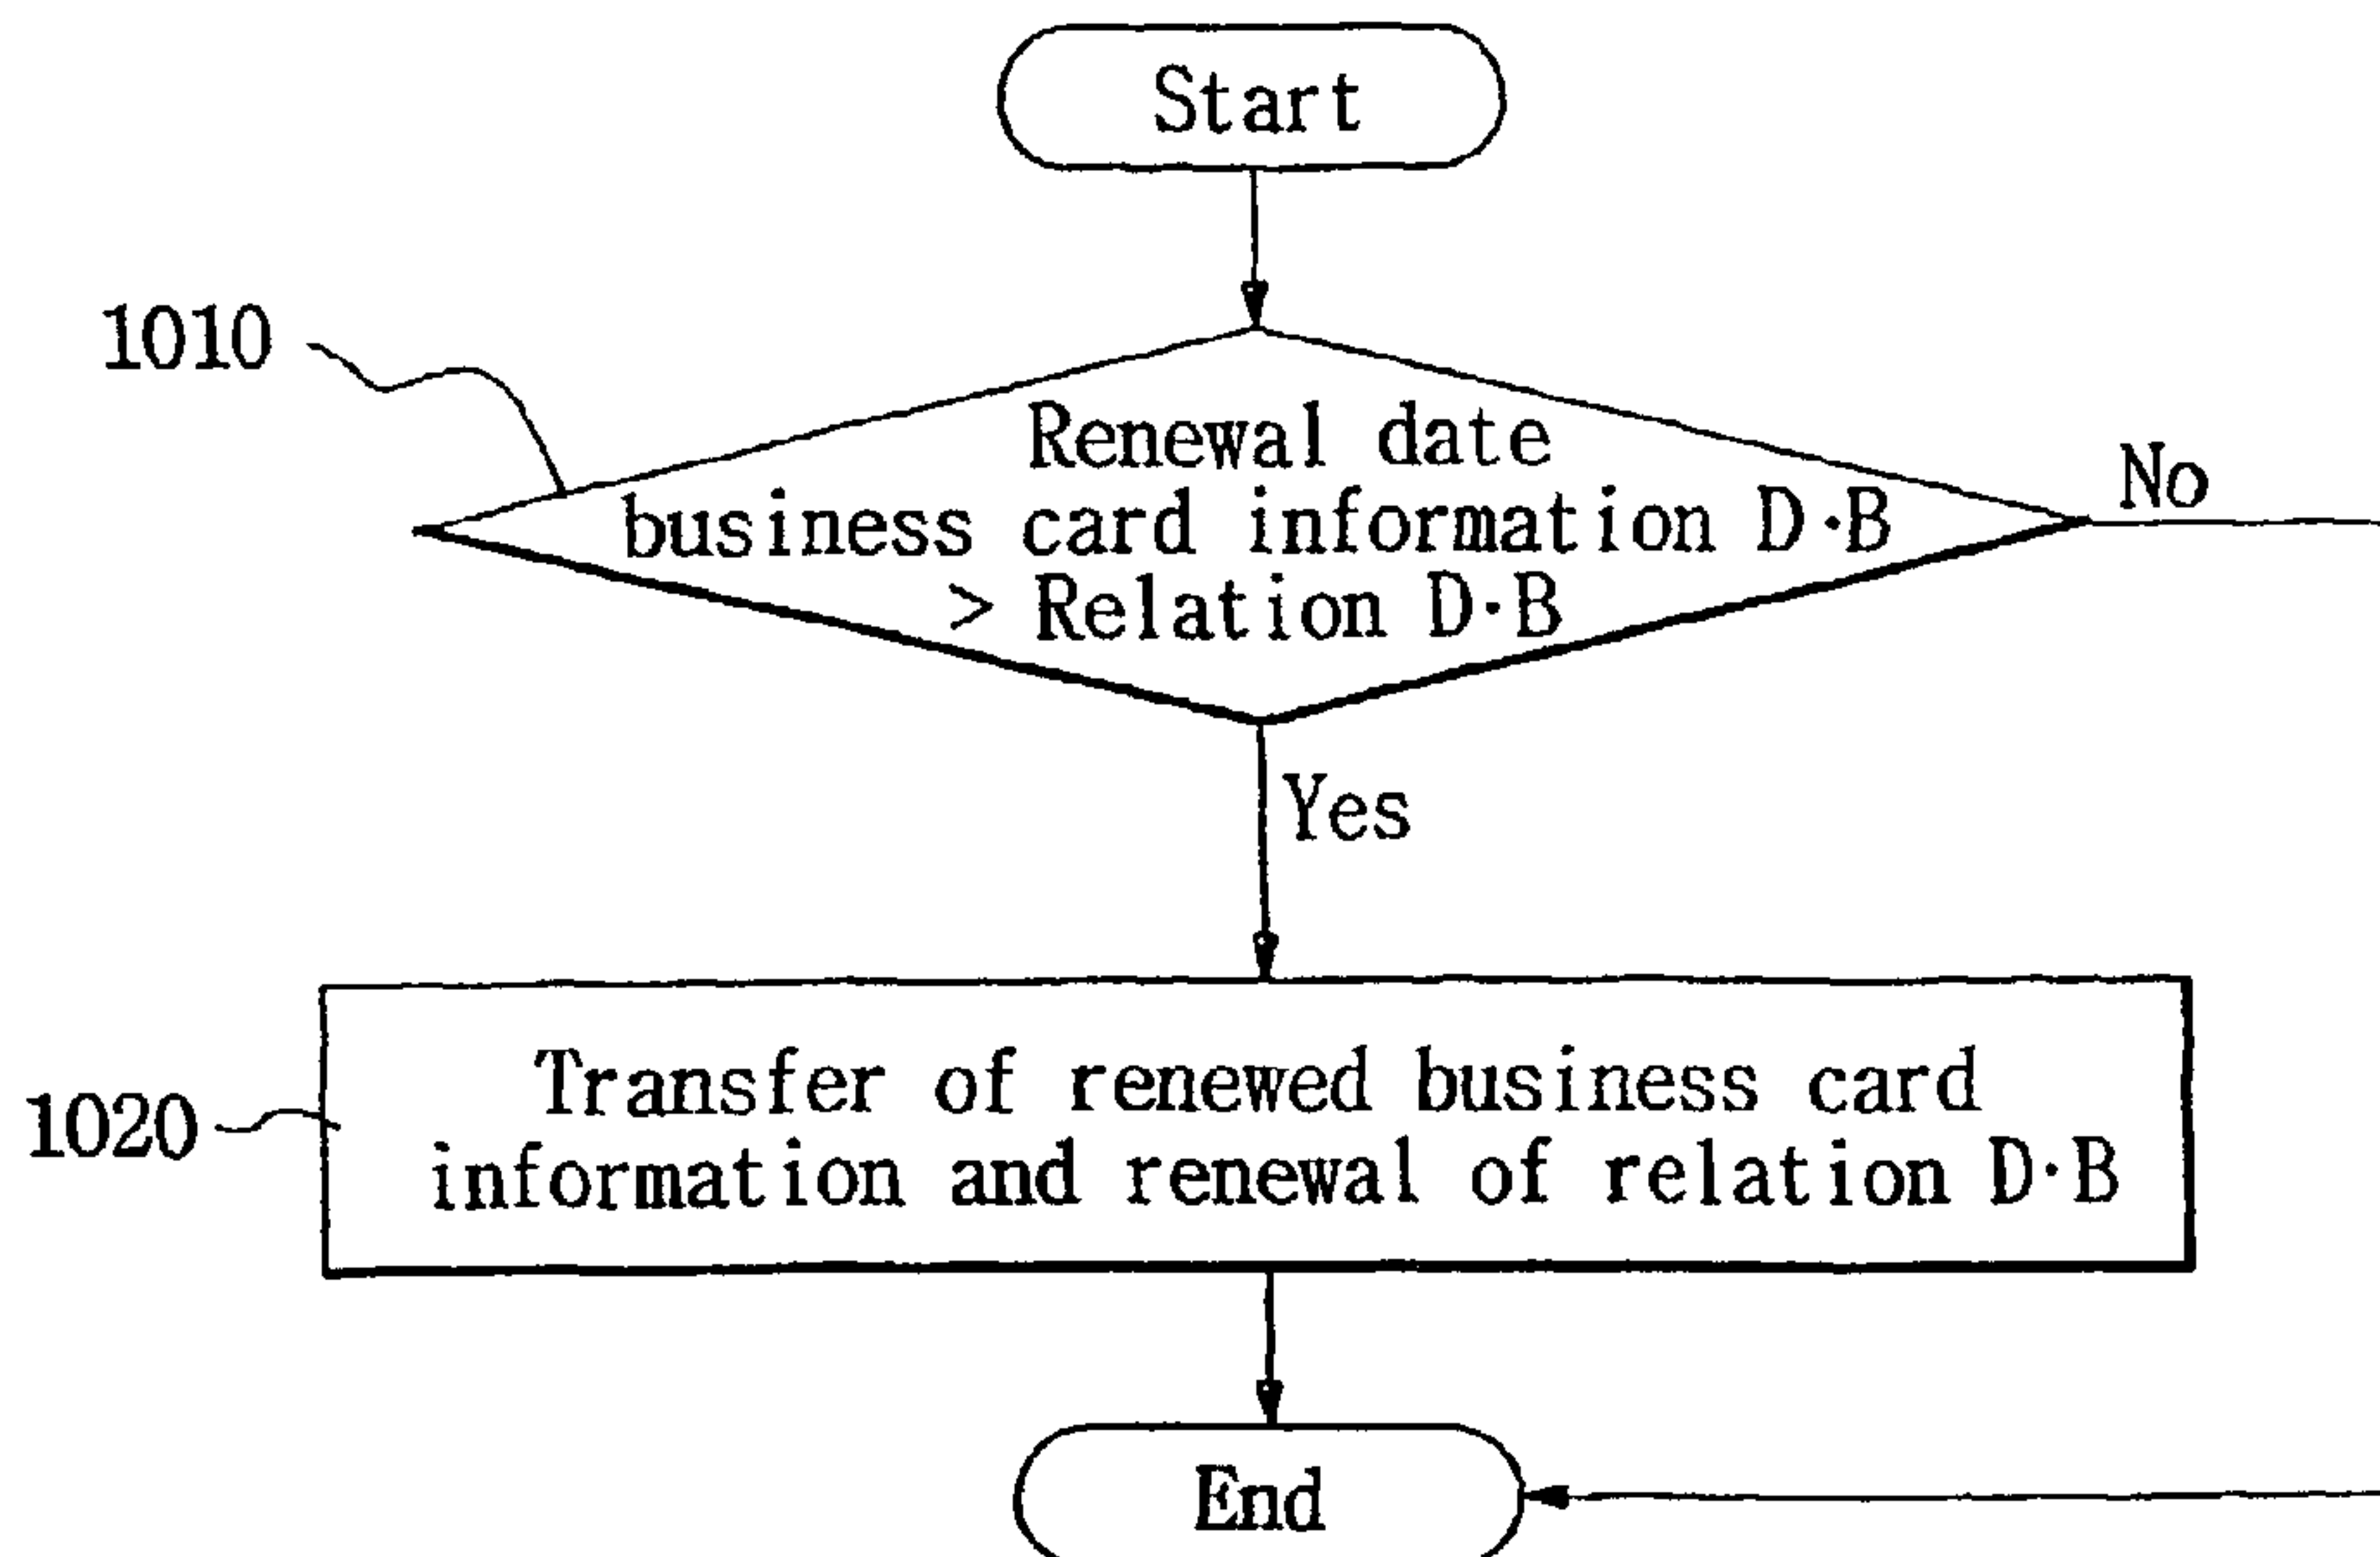 Start
1010
Renewal date
business card information D·B
> Relation D·B
No
Yes
1020
Transfer of renewed business card
information and renewal of relation D·B
End